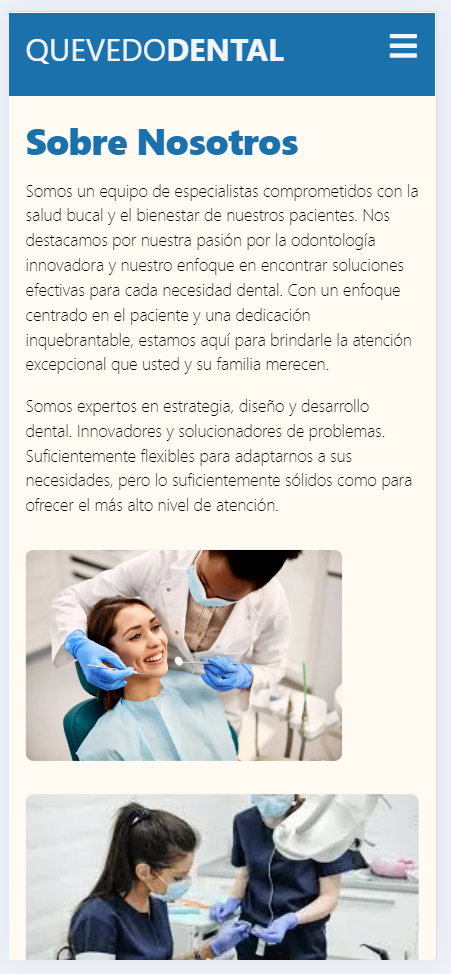 QUEVEDODENTAL
Sobre Nosotros
Somos un equipo de especialistas comprometidos con la
salud bucal y el bienestar de nuestros pacientes. Nos
destacamos por nuestra pasión por la odontología
innovadora y nuestro enfoque en encontrar soluciones
efectivas para cada necesidad dental. Con un enfoque
centrado en el paciente y una dedicación
inquebrantable, estamos aquí para brindarle la atención
excepcional que usted y su familia merecen.
Somos expertos en estrategia, diseño y desarrollo
dental. Innovadores y solucionadores de problemas.
Suficientemente flexibles para adaptarnos a sus
necesidades, pero lo suficientemente sólidos como para
ofrecer el más alto nivel de atención.